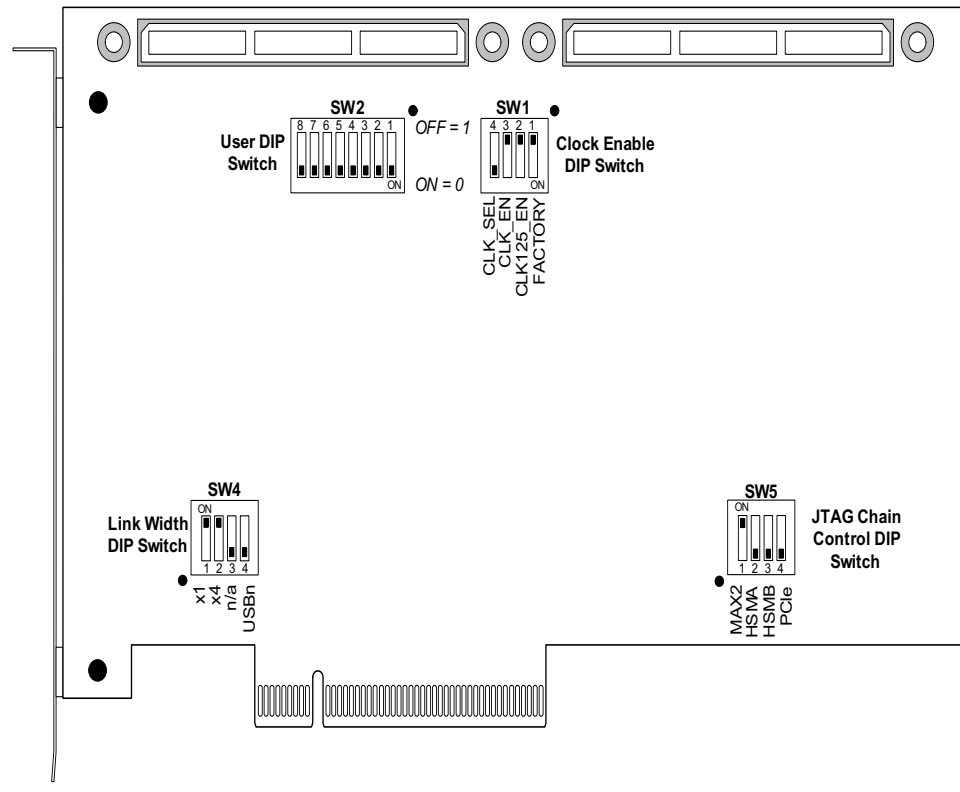 SW2
SW1
8 7 6 5 4 3 2 1
OFF = 1
4 3 2 1
User DIP
Switch
Clock Enable
DIP Switch
ON
ON = 0
ON
CLK_SEL
CLK_EN
CLK125_EN
FACTORY
SW4
ON
Link Width
DIP Switch
1 2 3 4
x1
x4
n/a
USBn
SW5
ON
JTAG Chain
Control DIP
Switch
1 2 3 4
MAX2
HSMA
HSMB
PCIe